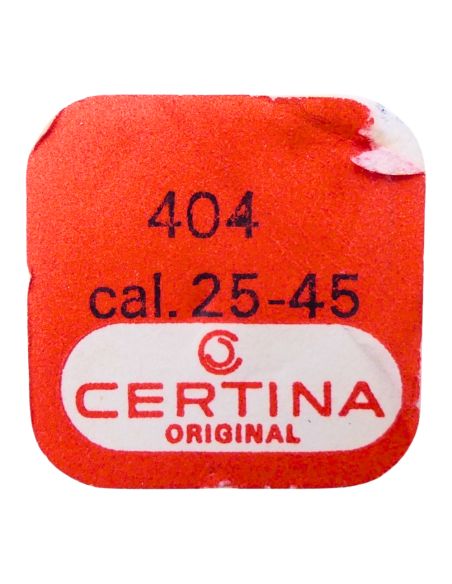 404
cal. 25-45
CERTINA
ORIGINAL